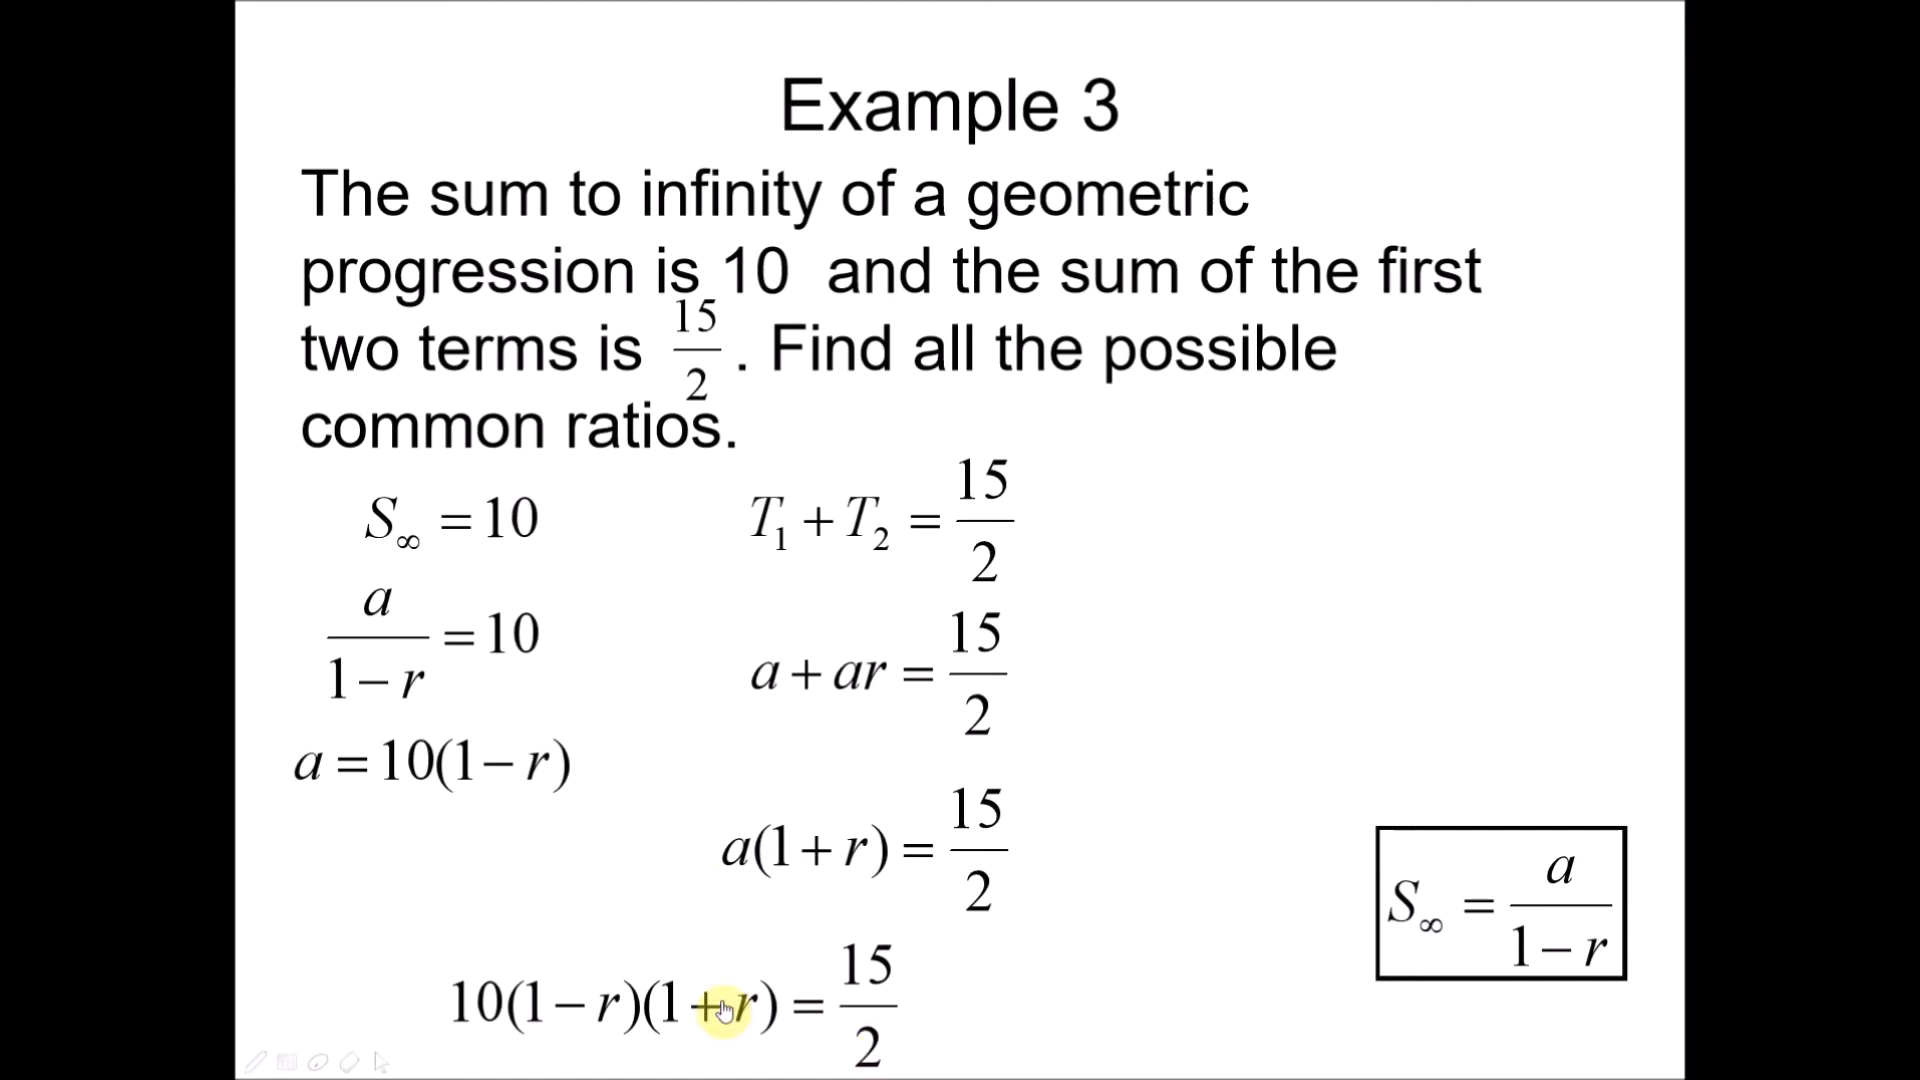 Example 3
The sum to infinity of a geometric
progression is 10 and the sum of the first
two terms is 15/2 . Find all the possible
common ratios.
S∞ = 10
a/(1 − r) = 10
a = 10(1 − r)
T₁ + T₂ = 15/2
a + ar = 15/2
a(1 + r) = 15/2
10(1 − r)(1 + r) = 15/2
S∞ = a/(1 − r)